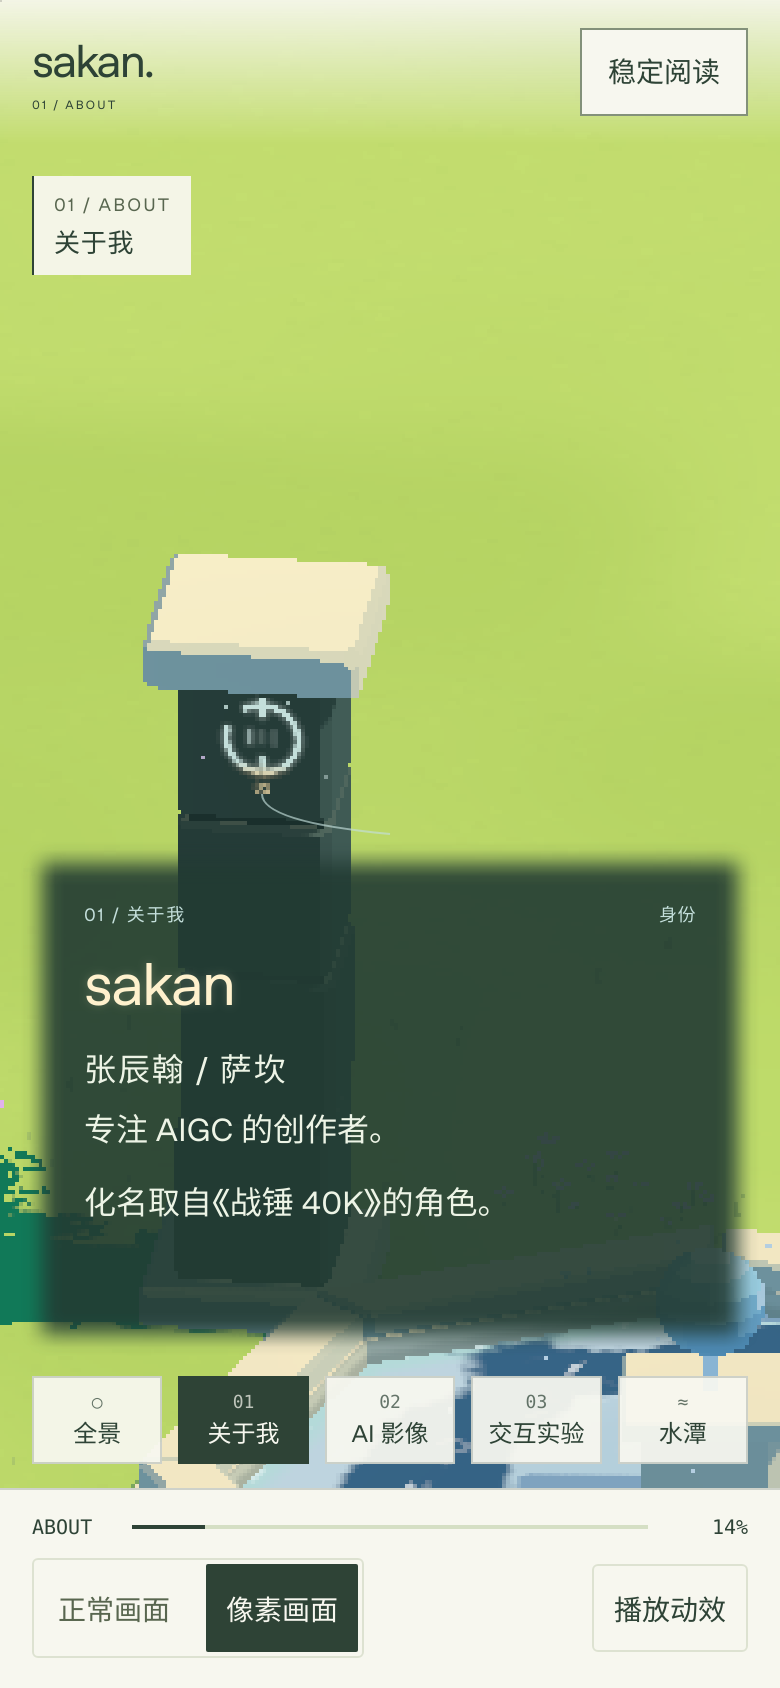 sakan.
稳定阅读
01 / ABOUT
01 / ABOUT
关于我
01 / 关于我
身份
sakan
张辰翰 / 萨坎
专注 AIGC 的创作者。
化名取自《战锤 40K》的角色。
○
全景
01
关于我
02
AI 影像
03
交互实验
≈
水潭
ABOUT
14%
正常画面
像素画面
播放动效